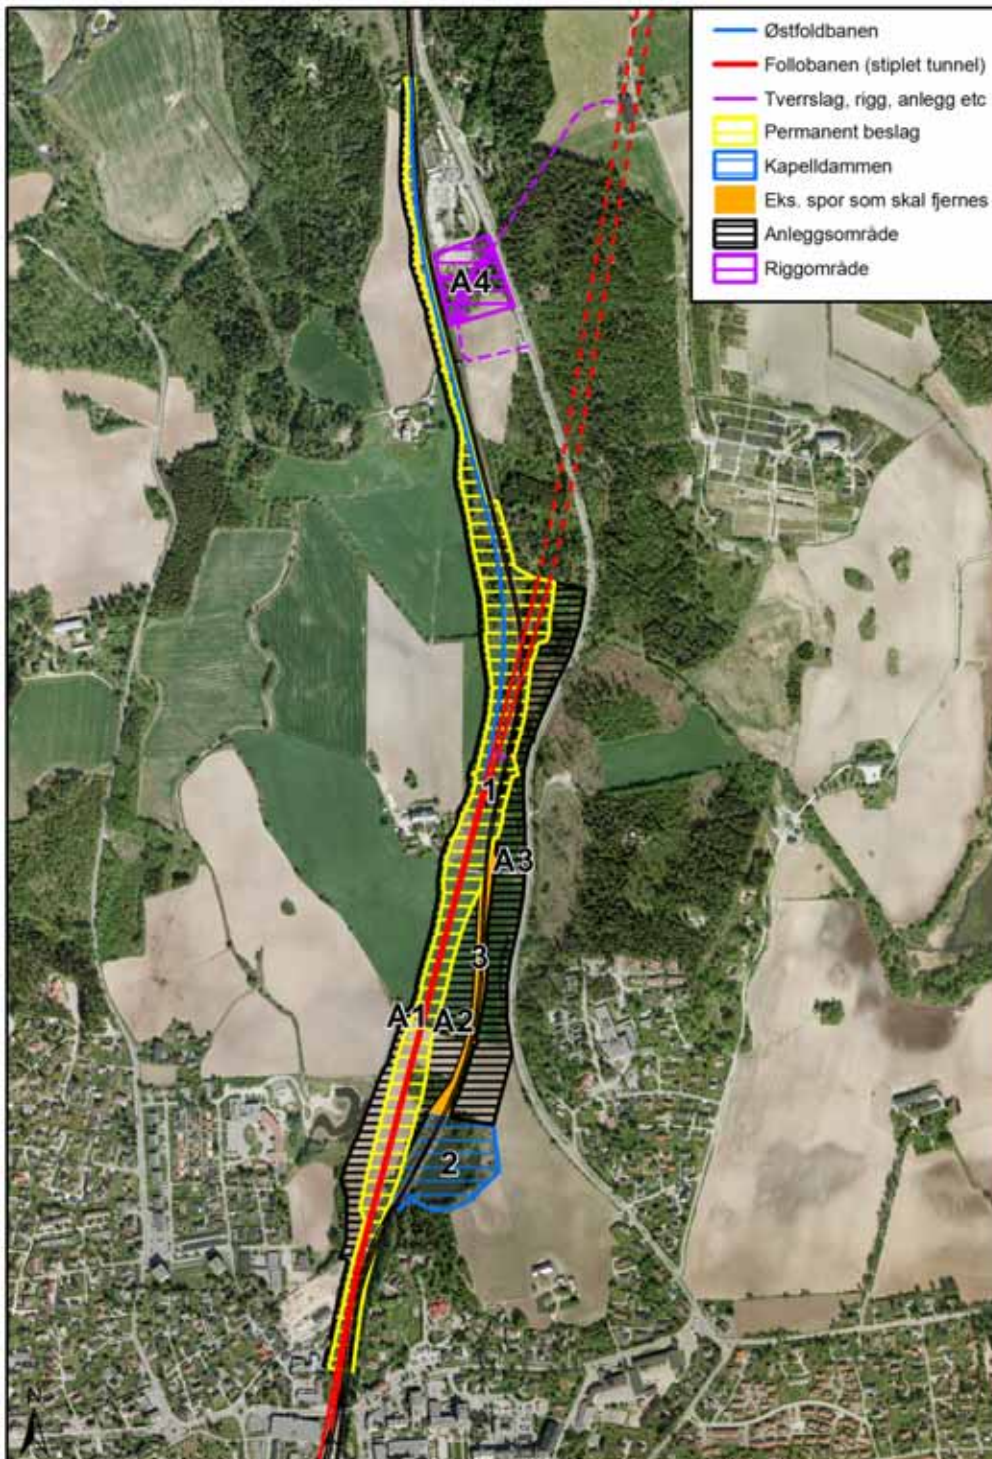 Østfoldbanen
Follobanen (stiplet tunnel)
Tverrslag, rigg, anlegg etc
Permanent beslag
Kapelldammen
Eks. spor som skal fjernes
Anleggsområde
Riggområde
A4
1
A3
3
A1 A2
2
N